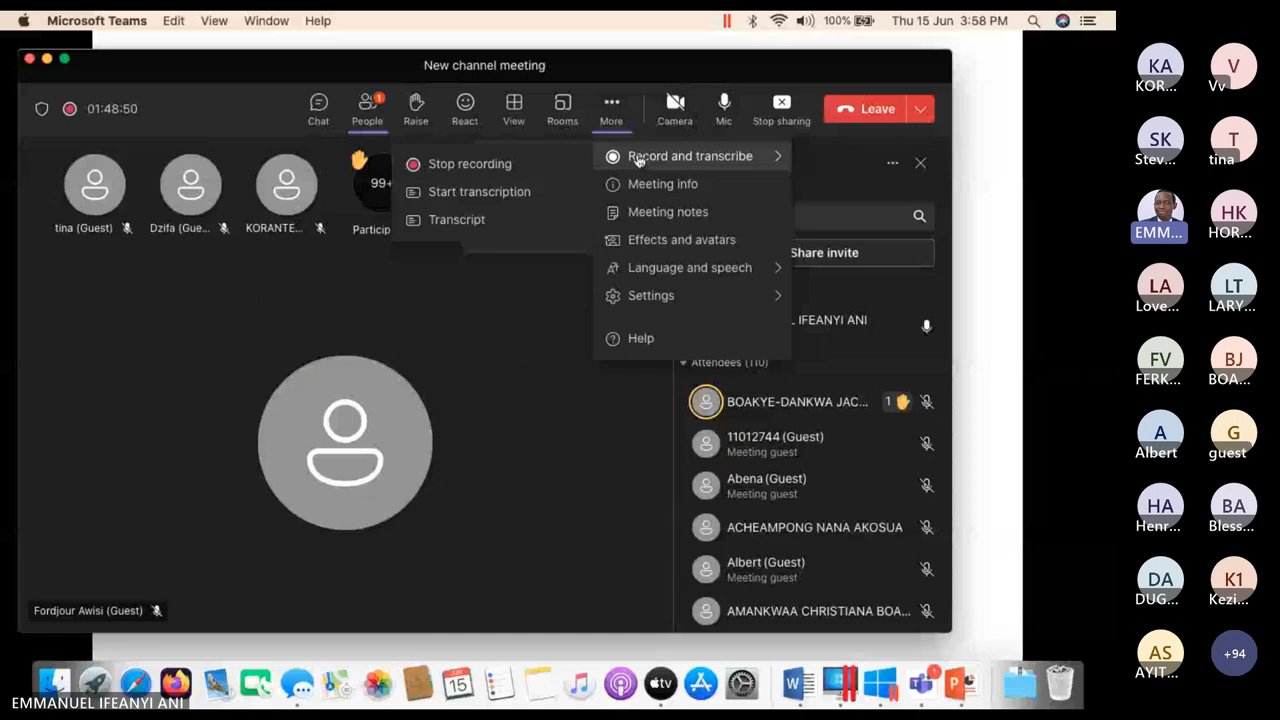 Microsoft Teams Edit View Window Help 100% Thu 15 Jun 3:58 PM
New channel meeting
01:48:50
Chat People 1 Raise React View Rooms More Camera Mic Stop sharing Leave
Stop recording
Start transcription
Transcript
Record and transcribe
Meeting info
Meeting notes
Effects and avatars
Language and speech
Settings
Help
99+
tina (Guest) Dzifa (Gue... KORANTE... Particip
Share invite
L IFEANYI ANI
Attendees (110)
BOAKYE-DANKWA JAC... 1
11012744 (Guest)
Meeting guest
Abena (Guest)
Meeting guest
ACHEAMPONG NANA AKOSUA
Albert (Guest)
Meeting guest
AMANKWAA CHRISTIANA BOA...
Fordjour Awisi (Guest)
JUN
15
tv
1
EMMANUEL IFEANYI ANI
KA V
KOR... Vv
SK T
Stev... tina
HK
EMM... HOR...
LA LT
Love... LARY...
FV BJ
FERK... BOA...
A G
Albert guest
HA BA
Henr... Bless...
DA K1
DUG... Kezi...
AS +94
AYIT...